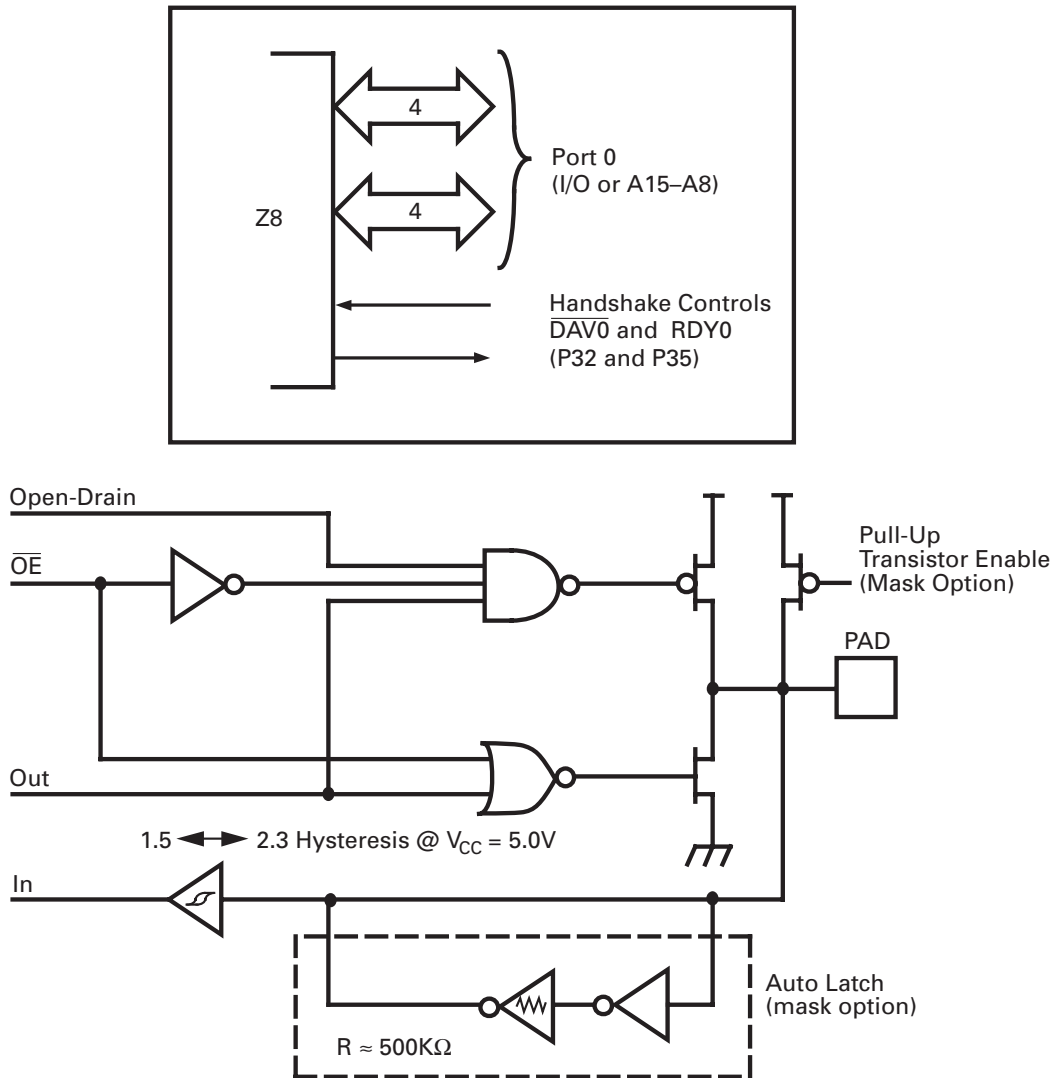 4
Port 0
(I/O or A15–A8)
4
Z8
Handshake Controls
D̅A̅V̅0̅ and RDY0
(P32 and P35)
Open-Drain
O̅E̅
Pull-Up
Transistor Enable
(Mask Option)
PAD
Out
1.5 2.3 Hysteresis @ VCC = 5.0V
In
Auto Latch
(mask option)
R ≈ 500KΩ